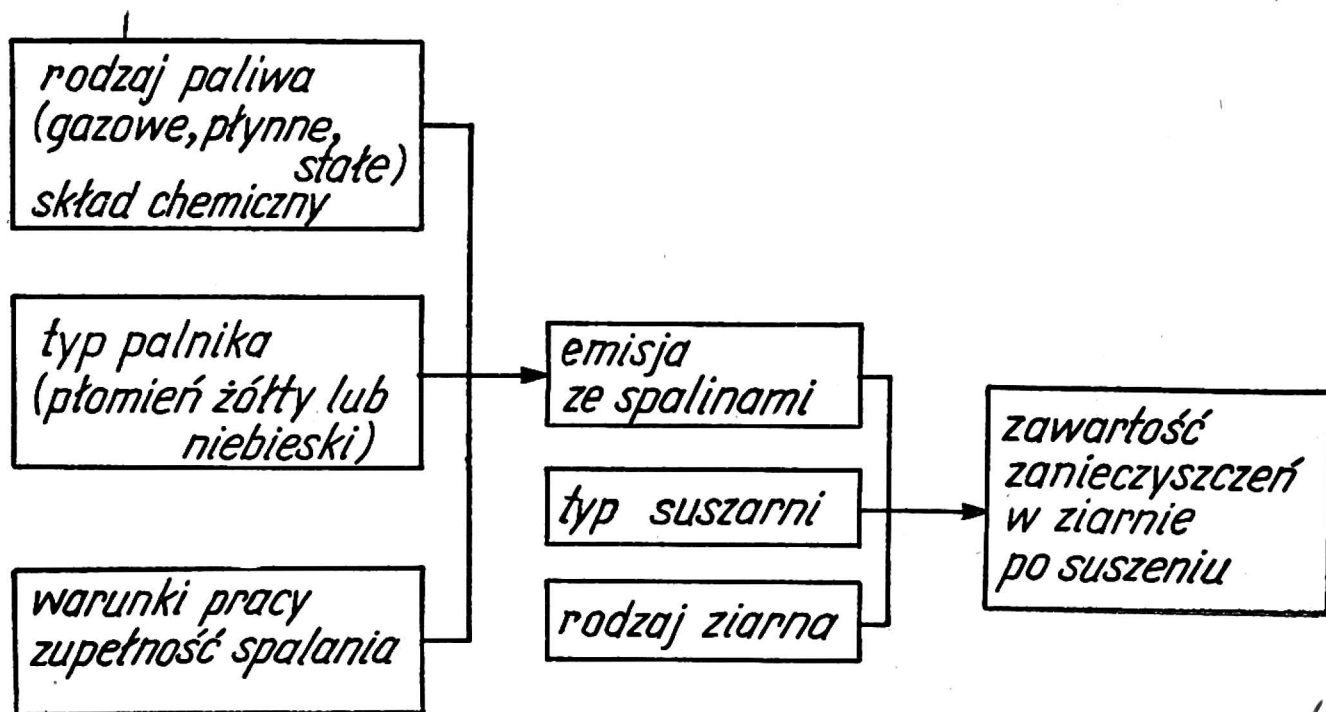 rodzaj paliwa
(gazowe, płynne,
stałe)
skład chemiczny
typ palnika
(płomień żółty lub
niebieski)
warunki pracy
zupełność spalania
emisja
ze spalinami
typ suszarni
rodzaj ziarna
zawartość
zanieczyszczeń
w ziarnie
po suszeniu